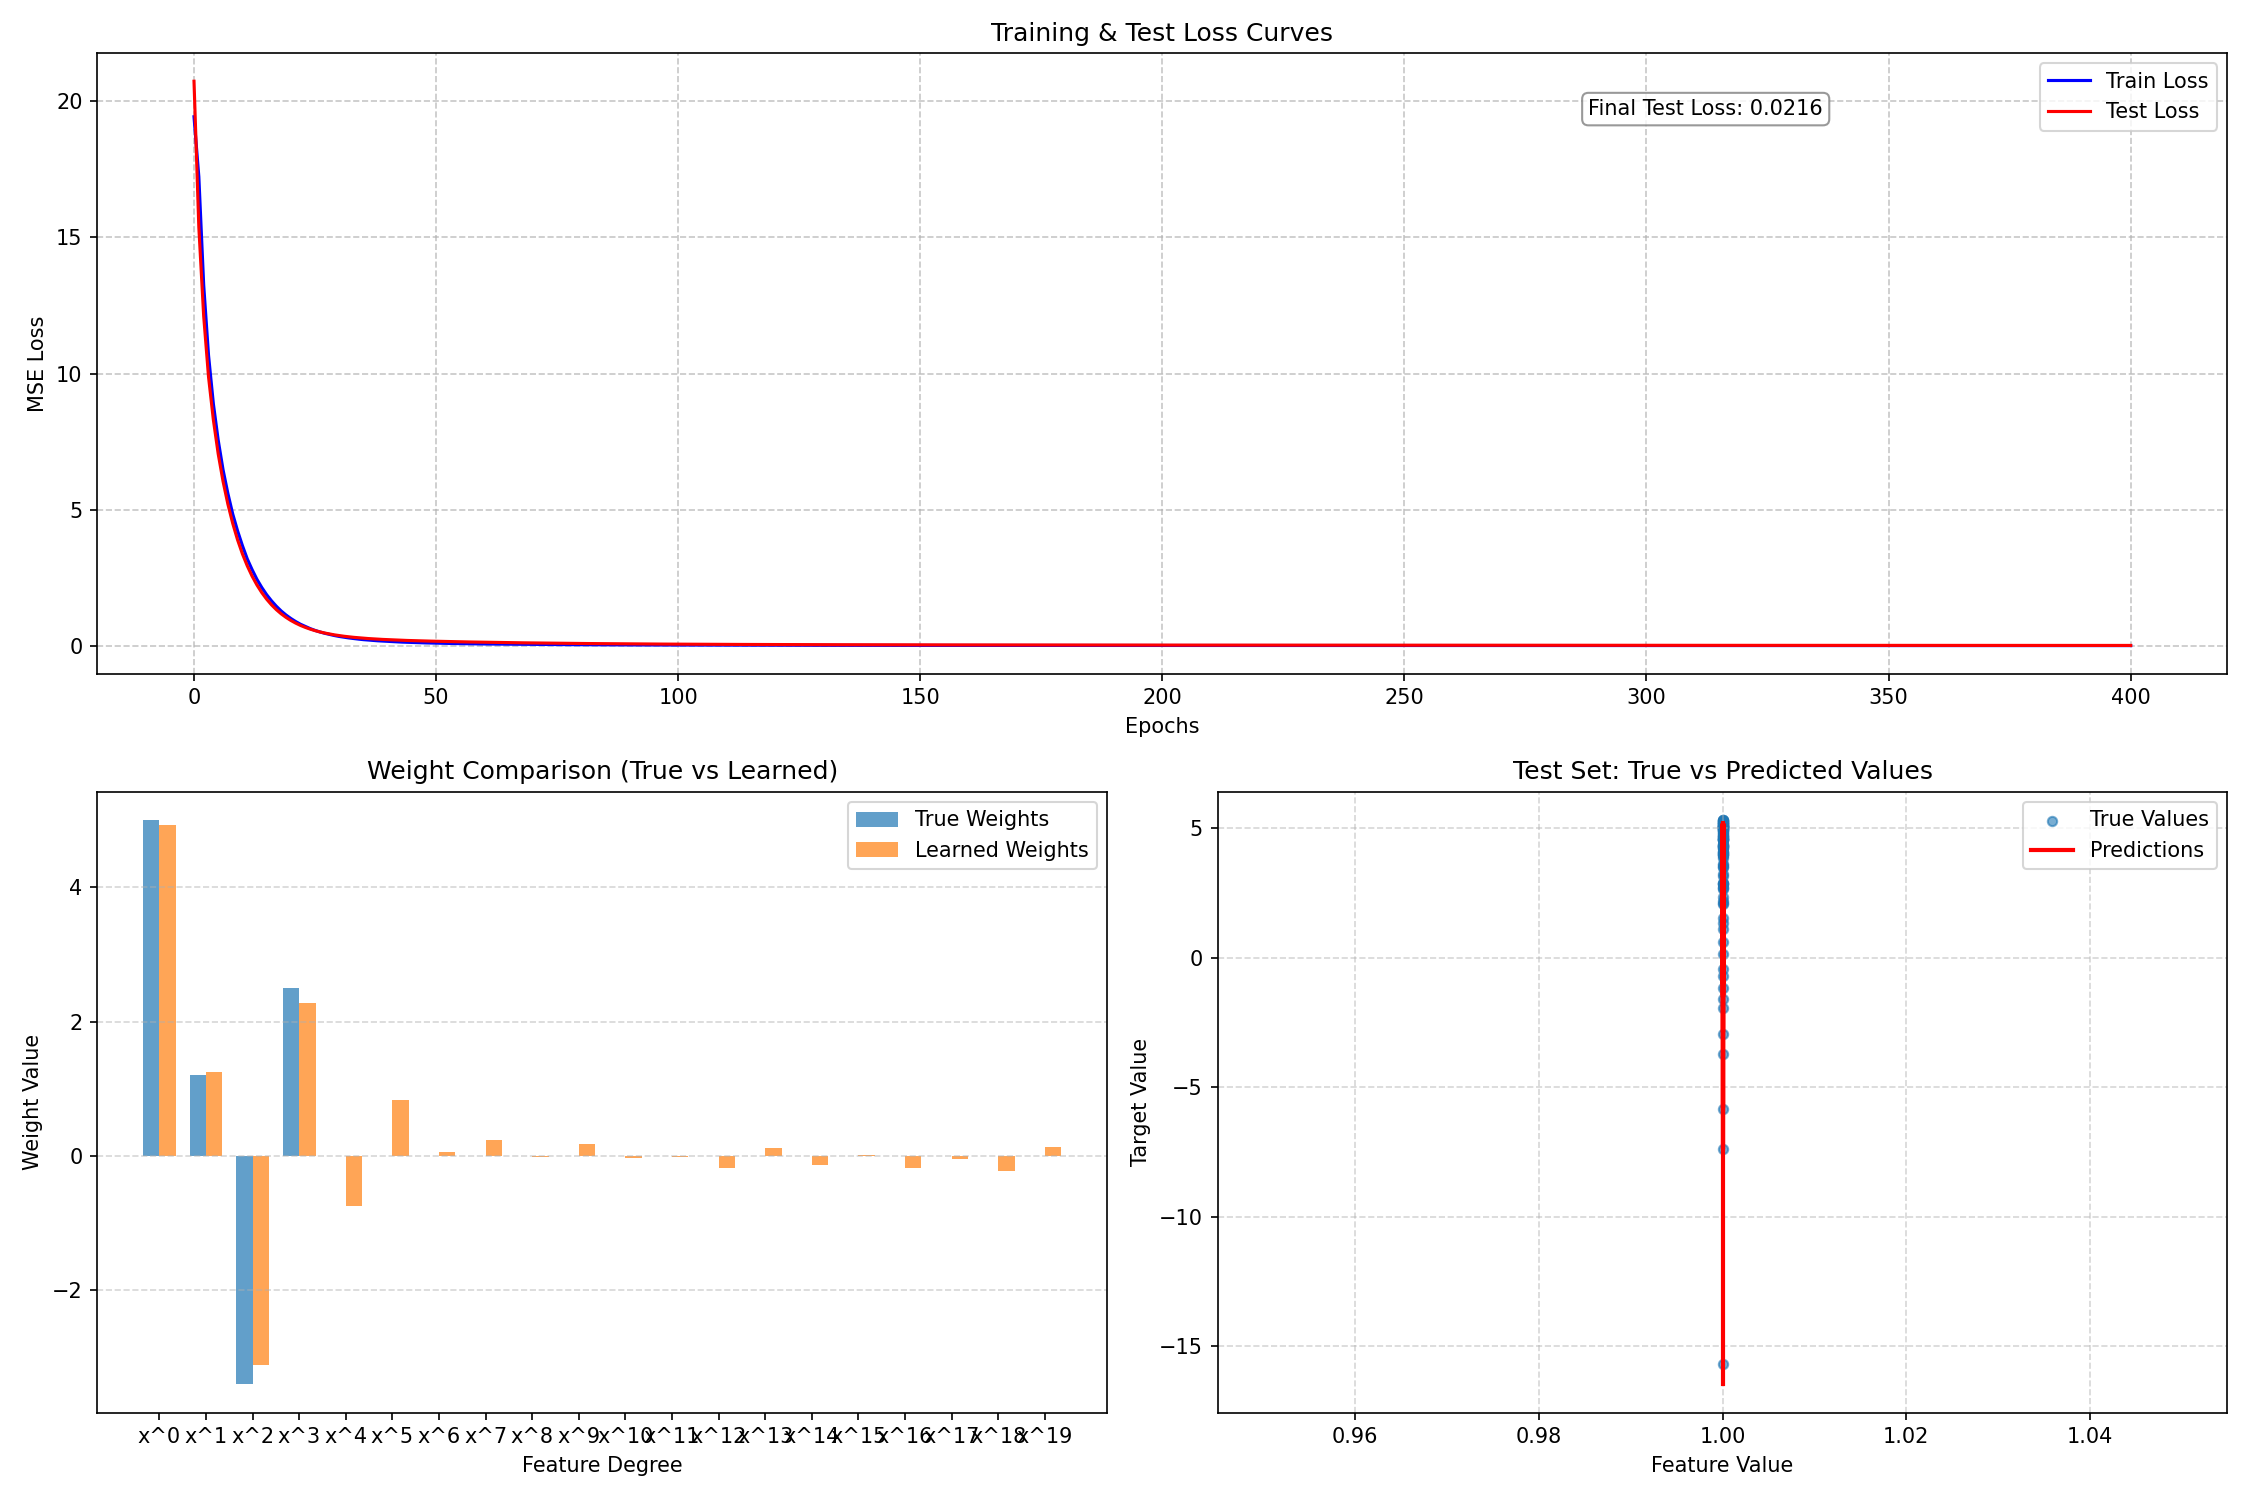 Training & Test Loss Curves
Train Loss
Test Loss
Final Test Loss: 0.0216
20
15
10
5
0
MSE Loss
0 50 100 150 200 250 300 350 400
Epochs
Weight Comparison (True vs Learned)
True Weights
Learned Weights
4
2
0
−2
Weight Value
x^0 x^1 x^2 x^3 x^4 x^5 x^6 x^7 x^8 x^9 x^10 x^11 x^12 x^13 x^14 x^15 x^16 x^17 x^18 x^19
Feature Degree
Test Set: True vs Predicted Values
True Values
Predictions
5
0
−5
−10
−15
Target Value
0.96 0.98 1.00 1.02 1.04
Feature Value